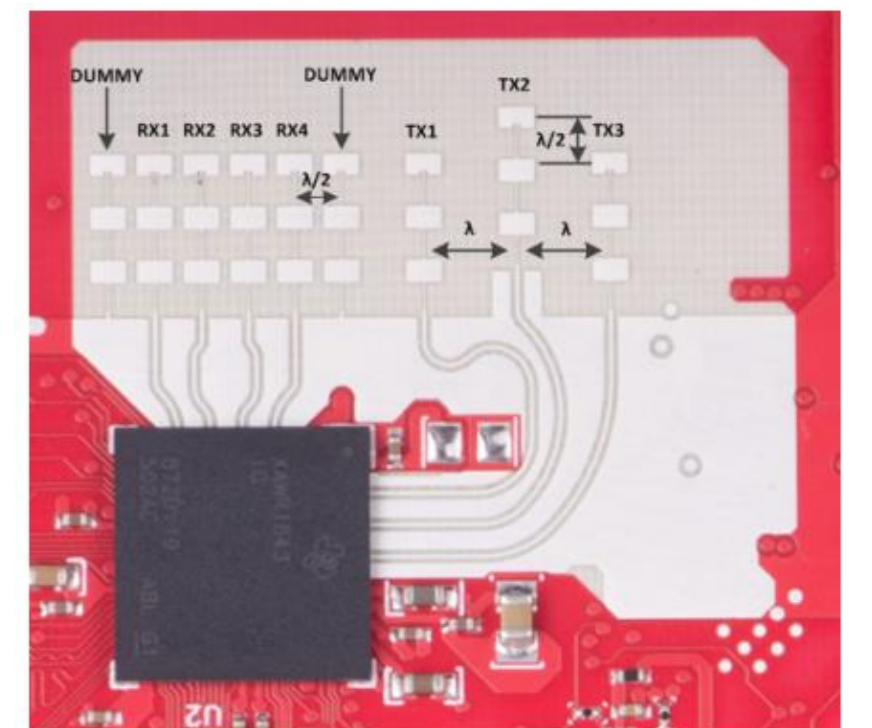 DUMMY DUMMY TX2
RX1 RX2 RX3 RX4 TX1 λ/2 TX3
λ/2
λ λ
U2